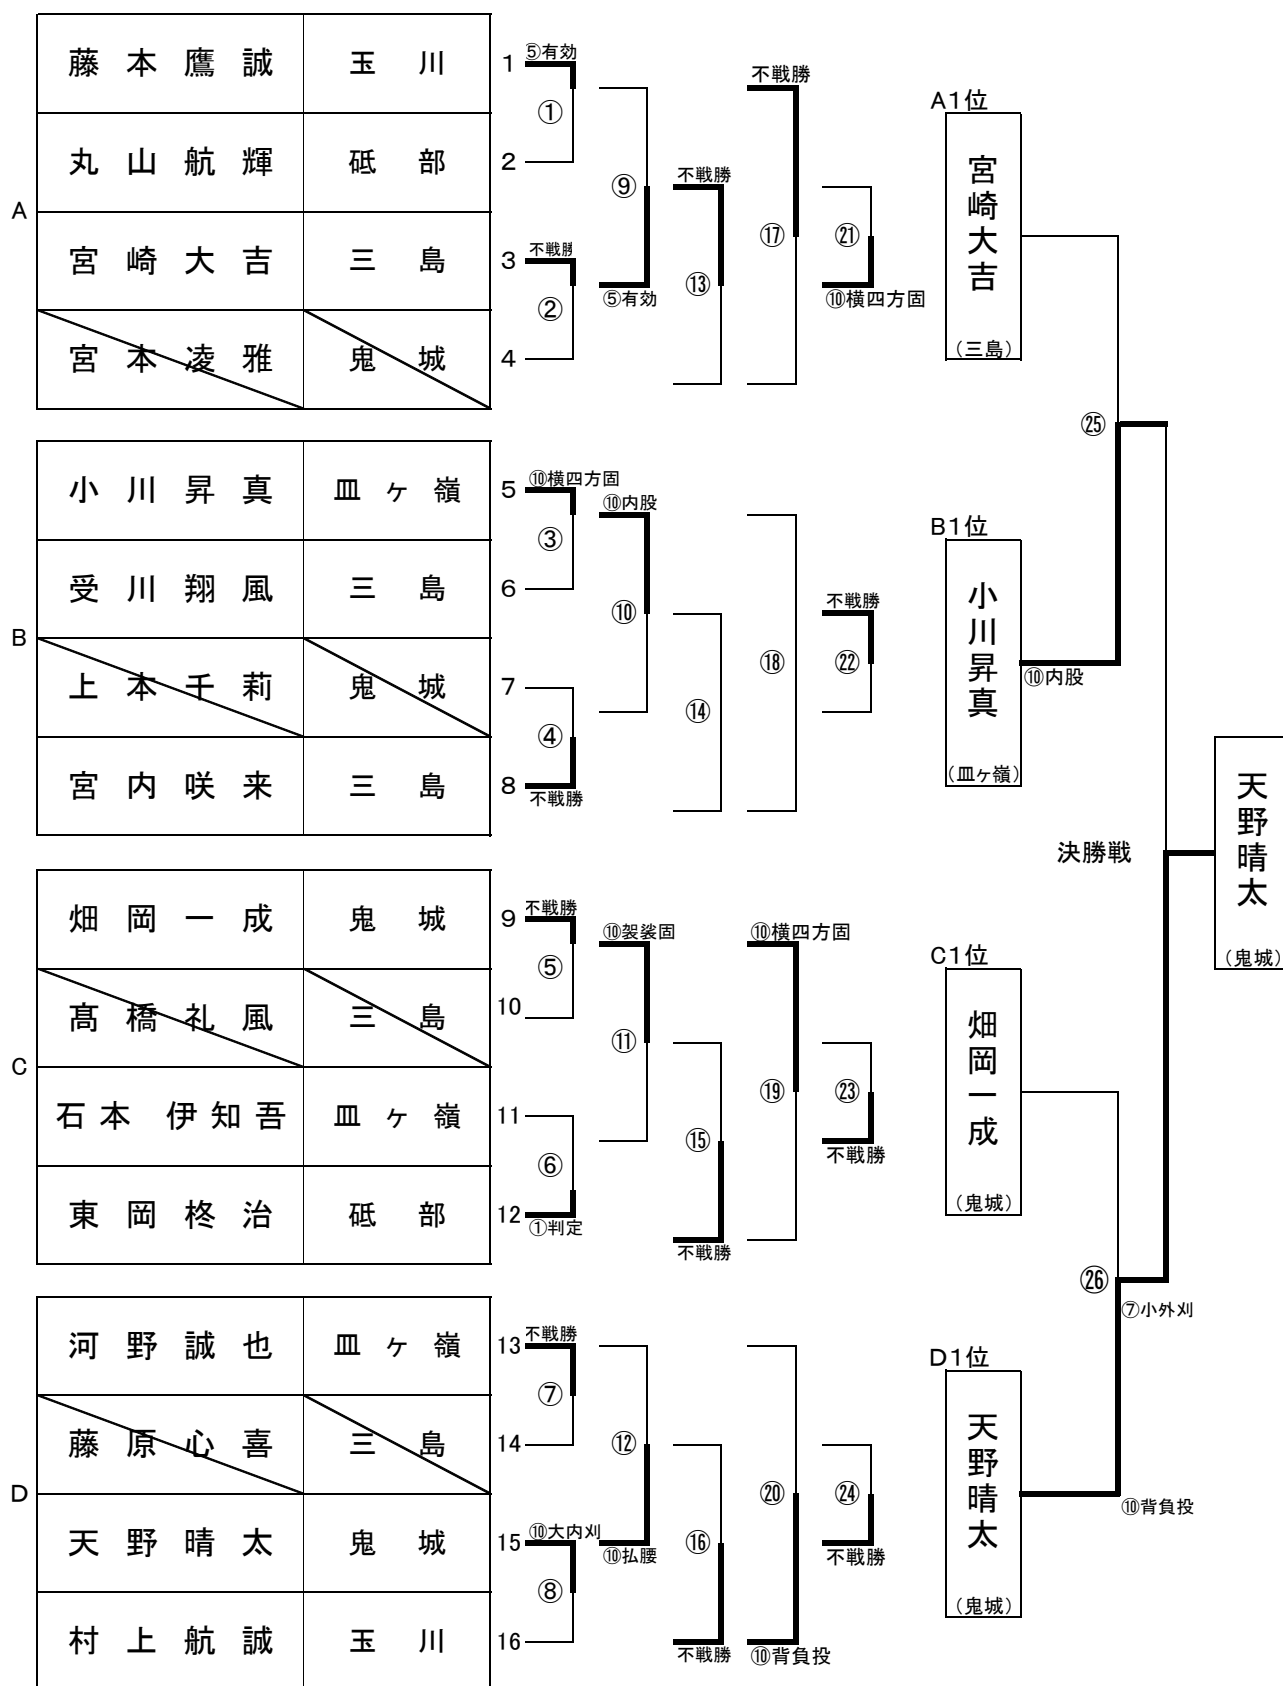 A
藤本鷹誠 玉川 1
丸山航輝 砥部 2
宮崎大吉 三島 3
宮本凌雅 鬼城 4
⑤有効
①
不戦勝
②
⑨
⑤有効
不戦勝
⑬
不戦勝
⑰
㉑
⑩横四方固
A1位
宮崎大吉
(三島)
B
小川昇真 皿ヶ嶺 5
受川翔風 三島 6
上本千莉 鬼城 7
宮内咲来 三島 8
⑩横四方固
③
④
不戦勝
⑩内股
⑩
⑭
⑱
不戦勝
㉒
B1位
小川昇真
(皿ヶ嶺)
⑩内股
㉕
C
畑岡一成 鬼城 9
髙橋礼風 三島 10
石本伊知吾 皿ヶ嶺 11
東岡柊治 砥部 12
不戦勝
⑤
⑥
①判定
⑩袈裟固
⑪
⑮
不戦勝
⑩横四方固
⑲
㉓
不戦勝
C1位
畑岡一成
(鬼城)
D
河野誠也 皿ヶ嶺 13
藤原心喜 三島 14
天野晴太 鬼城 15
村上航誠 玉川 16
不戦勝
⑦
⑩大内刈
⑧
⑫
⑩払腰
⑯
不戦勝
⑳
⑩背負投
㉔
不戦勝
D1位
天野晴太
(鬼城)
⑩背負投
㉖
⑦小外刈
決勝戦
天野晴太
(鬼城)